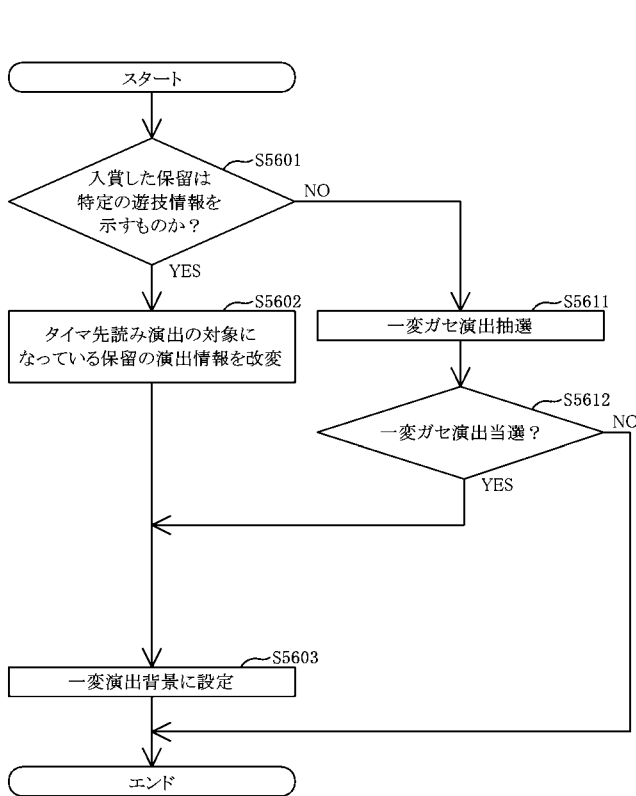 スタート
S5601
入賞した保留は
特定の遊技情報を
示すものか？
NO
YES
S5602
タイマ先読み演出の対象に
なっている保留の演出情報を改変
S5611
一変ガセ演出抽選
S5612
一変ガセ演出当選？
NO
YES
S5603
一変演出背景に設定
エンド